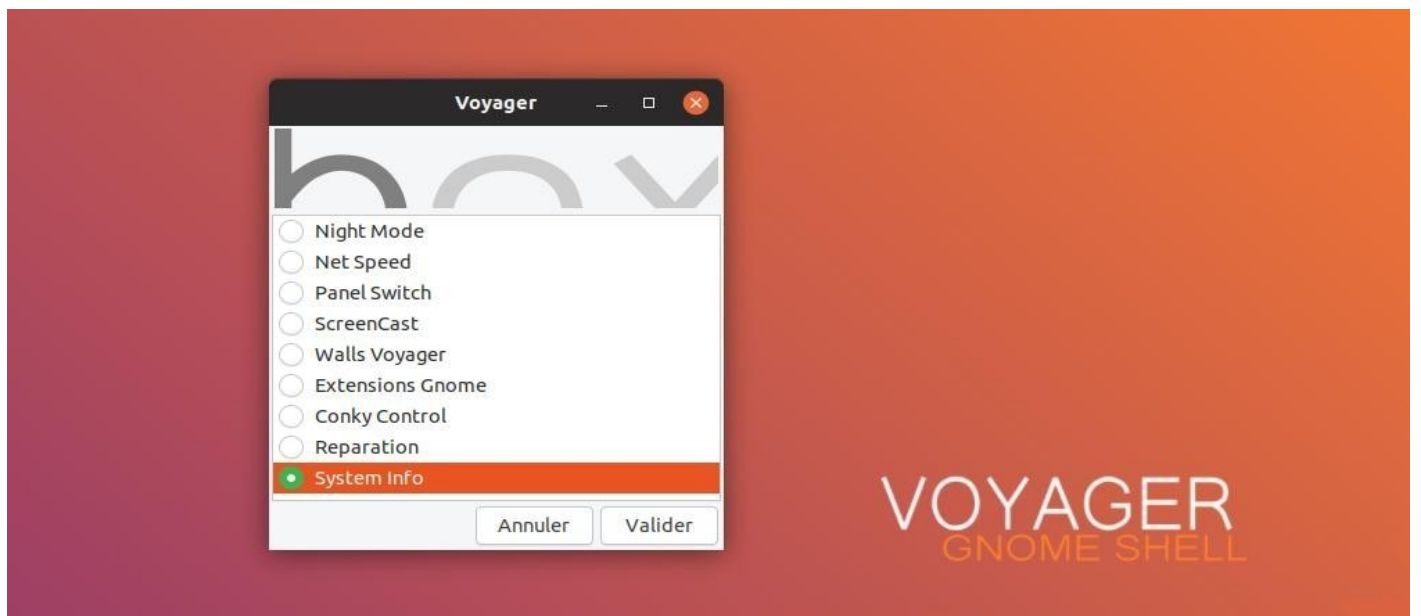 Voyager
box
Night Mode
Net Speed
Panel Switch
ScreenCast
Walls Voyager
Extensions Gnome
Conky Control
Reparation
System Info
Annuler
Valider
VOYAGER
GNOME SHELL